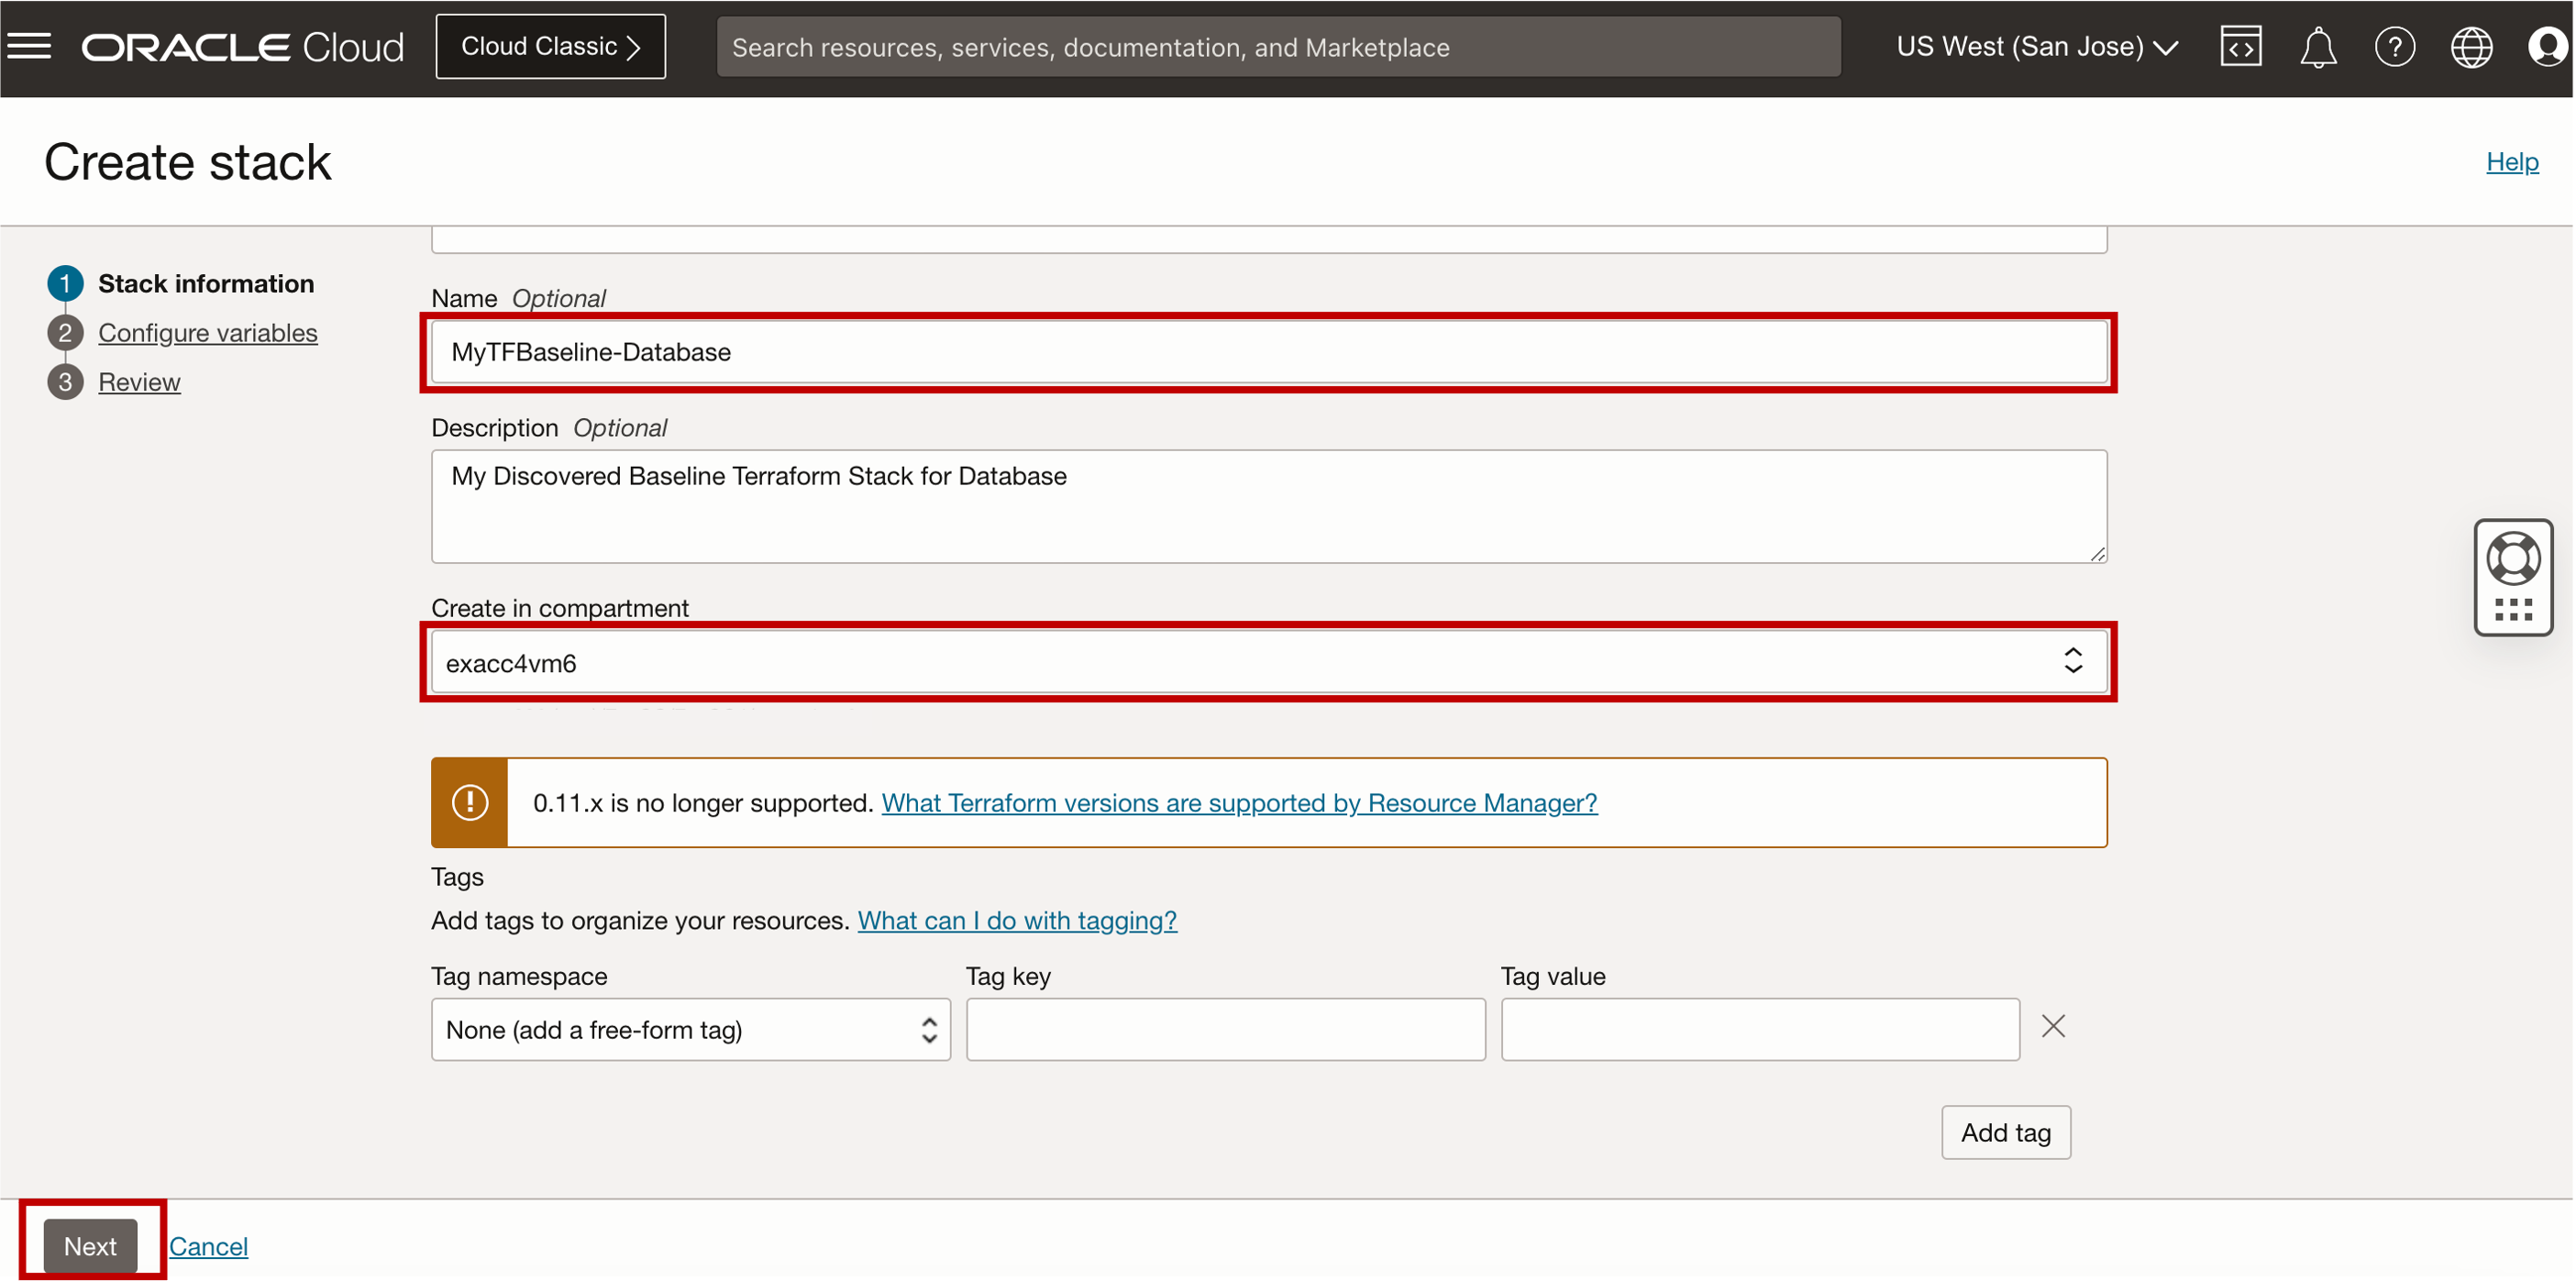 ORACLE Cloud
Cloud Classic
Search resources, services, documentation, and Marketplace
US West (San Jose)
Create stack
Help
1 Stack information
2 Configure variables
3 Review
Name Optional
MyTFBaseline-Database
Description Optional
My Discovered Baseline Terraform Stack for Database
Create in compartment
exacc4vm6
0.11.x is no longer supported. What Terraform versions are supported by Resource Manager?
Tags
Add tags to organize your resources. What can I do with tagging?
Tag namespace
Tag key
Tag value
None (add a free-form tag)
Add tag
Next
Cancel